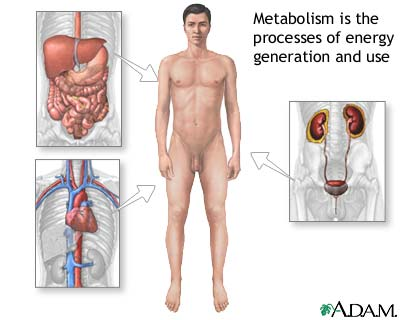 Metabolism is the
processes of energy
generation and use
A.D.A.M.